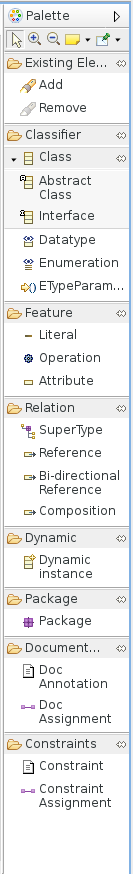 Palette
Existing Ele...
Add
Remove
Classifier
Class
Abstract
Class
Interface
Datatype
Enumeration
ETypeParam...
Feature
Literal
Operation
Attribute
Relation
SuperType
Reference
Bi-directional
Reference
Composition
Dynamic
Dynamic
instance
Package
Package
Document...
Doc
Annotation
Doc
Assignment
Constraints
Constraint
Constraint
Assignment